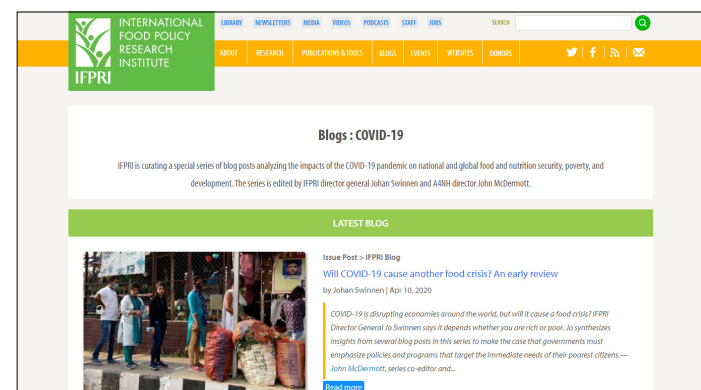 INTERNATIONAL
FOOD POLICY
RESEARCH
INSTITUTE
IFPRI
LIBRARY NEWSLETTERS MEDIA VIDEOS PODCASTS STAFF JOBS SEARCH
ABOUT RESEARCH PUBLICATIONS & TOOLS BLOGS EVENTS WEBSITES DONORS
Blogs : COVID-19
IFPRI is curating a special series of blog posts analyzing the impacts of the COVID-19 pandemic on national and global food and nutrition security, poverty, and
development. The series is edited by IFPRI director general Johan Swinnen and A4NH director John McDermott.
LATEST BLOG
Issue Post > IFPRI Blog
Will COVID-19 cause another food crisis? An early review
by Johan Swinnen | Apr 10, 2020
COVID-19 is disrupting economies around the world, but will it cause a food crisis? IFPRI
Director General Jo Swinnen says it depends whether you are rich or poor. Jo synthesizes
insights from several blog posts in this series to make the case that governments must
emphasize policies and programs that target the immediate needs of their poorest citizens.—
John McDermott, series co-editor and...
Read more